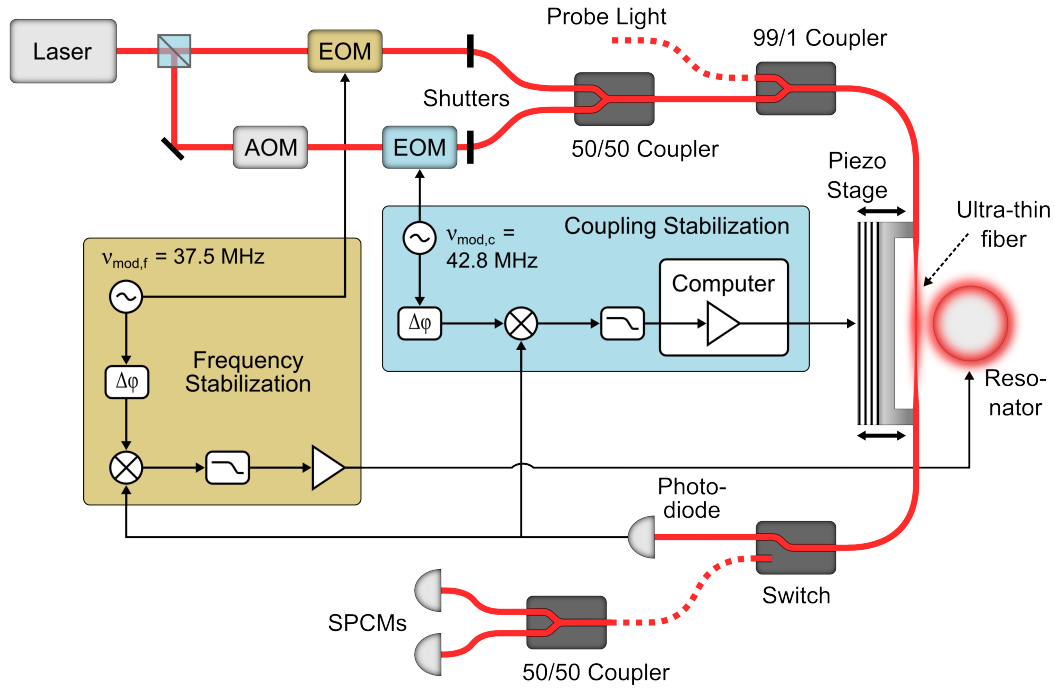 Laser
EOM
Probe Light
99/1 Coupler
Shutters
50/50 Coupler
AOM
EOM
Piezo
Stage
Ultra-thin
fiber
νmod,c =
42.8 MHz
Coupling Stabilization
νmod,f = 37.5 MHz
Computer
Δφ
Frequency
Stabilization
Δφ
Reso-
nator
Photo-
diode
Switch
SPCMs
50/50 Coupler